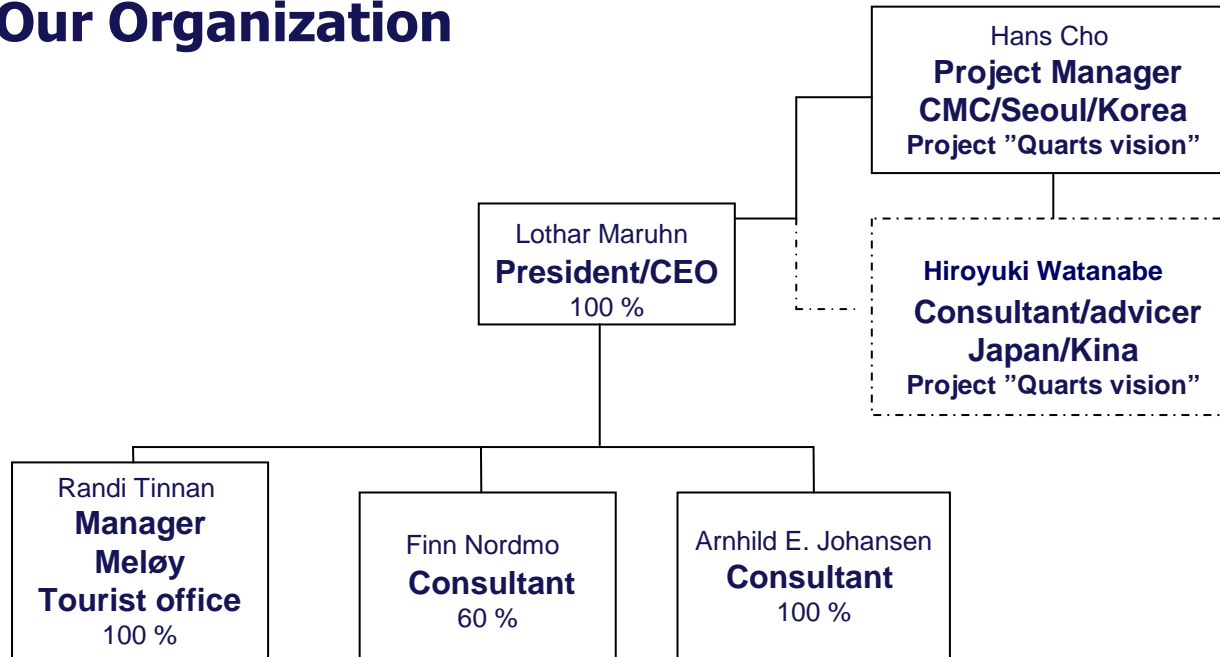 Our Organization
Hans Cho
Project Manager
CMC/Seoul/Korea
Project ”Quarts vision”
Lothar Maruhn
President/CEO
100 %
Hiroyuki Watanabe
Consultant/advicer
Japan/Kina
Project ”Quarts vision”
Randi Tinnan
Manager
Meløy
Tourist office
100 %
Finn Nordmo
Consultant
60 %
Arnhild E. Johansen
Consultant
100 %